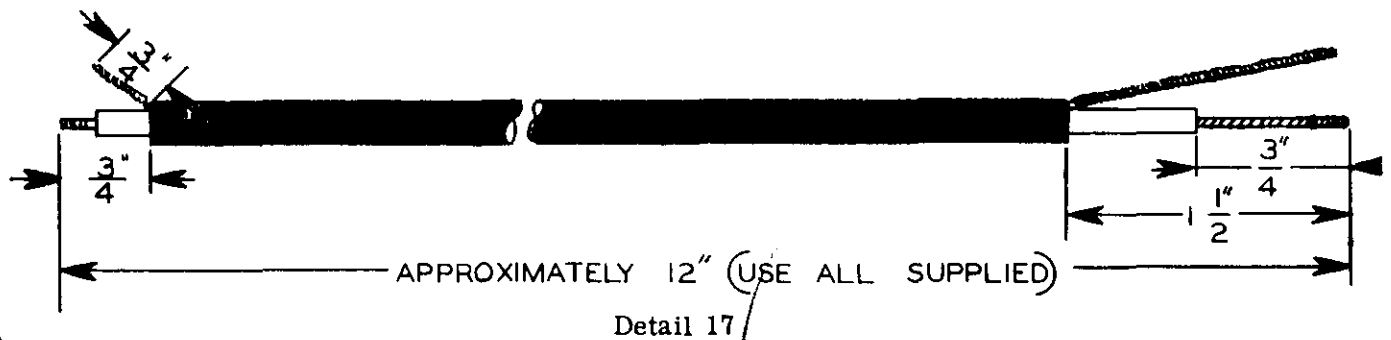 3/4"
3/4"
3/4"
1 1/2"
APPROXIMATELY 12" (USE ALL SUPPLIED)
Detail 17